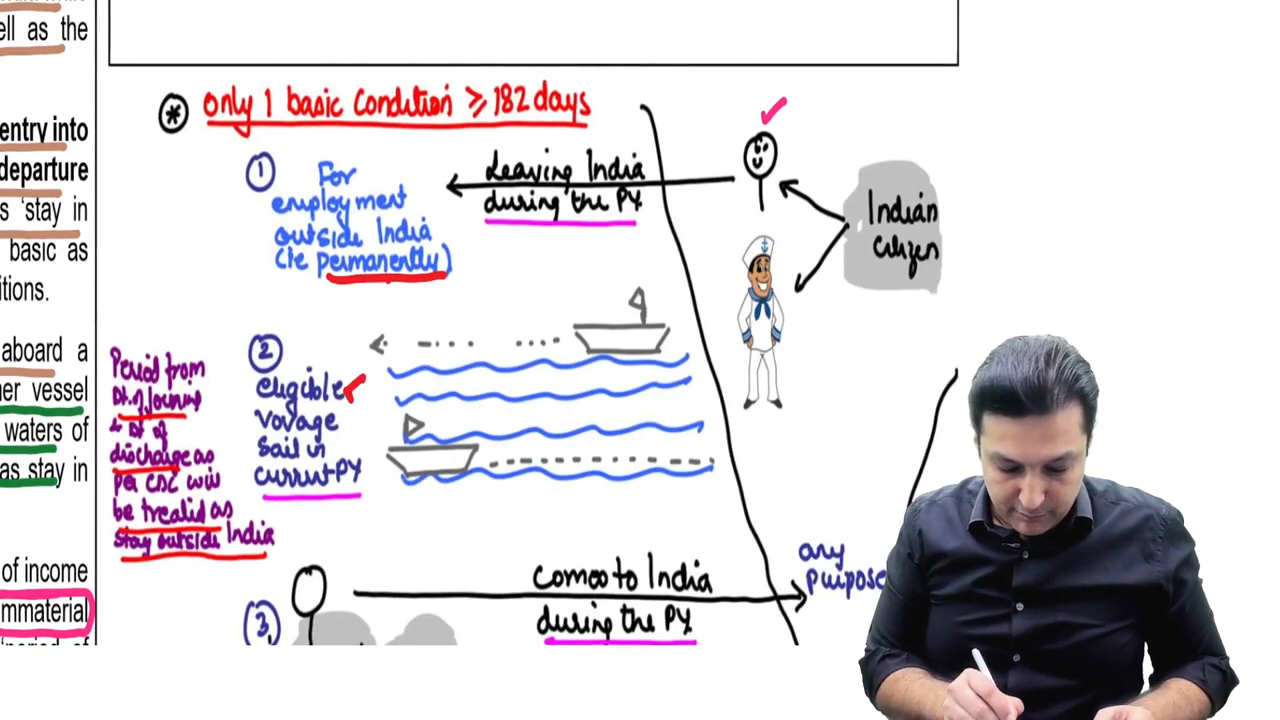 ell as the
entry into
departure
s 'stay in
basic as
itions.
aboard a
er vessel
waters of
as stay in
of income
mmaterial
* only 1 basic Condition ≥ 182 days
1
For
employment
outside India
(ie permanently)
Leaving India
during the PY
Indian
citizen
2
eligible
voyage
Sail in
current PY
Period from
Dt. of Joining
& Dt of
discharge as
per CDC will
be treated as
stay outside India
3
Comes to India
during the PY
any
purpose